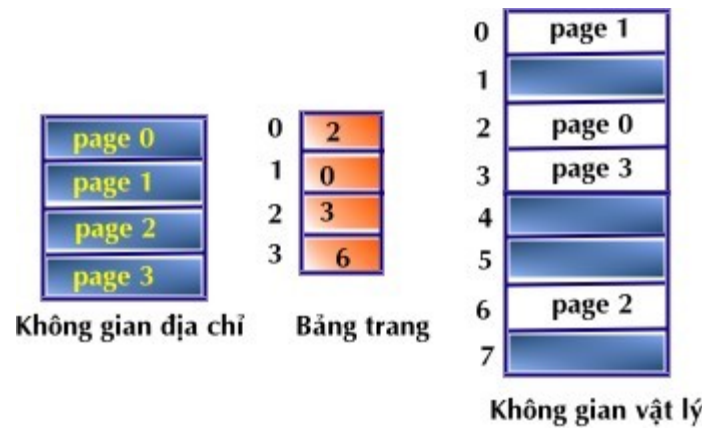 page 0
page 1
page 2
page 3
Không gian địa chỉ
0 2
1 0
2 3
3 6
Bảng trang
0 page 1
1
2 page 0
3 page 3
4
5
6 page 2
7
Không gian vật lý